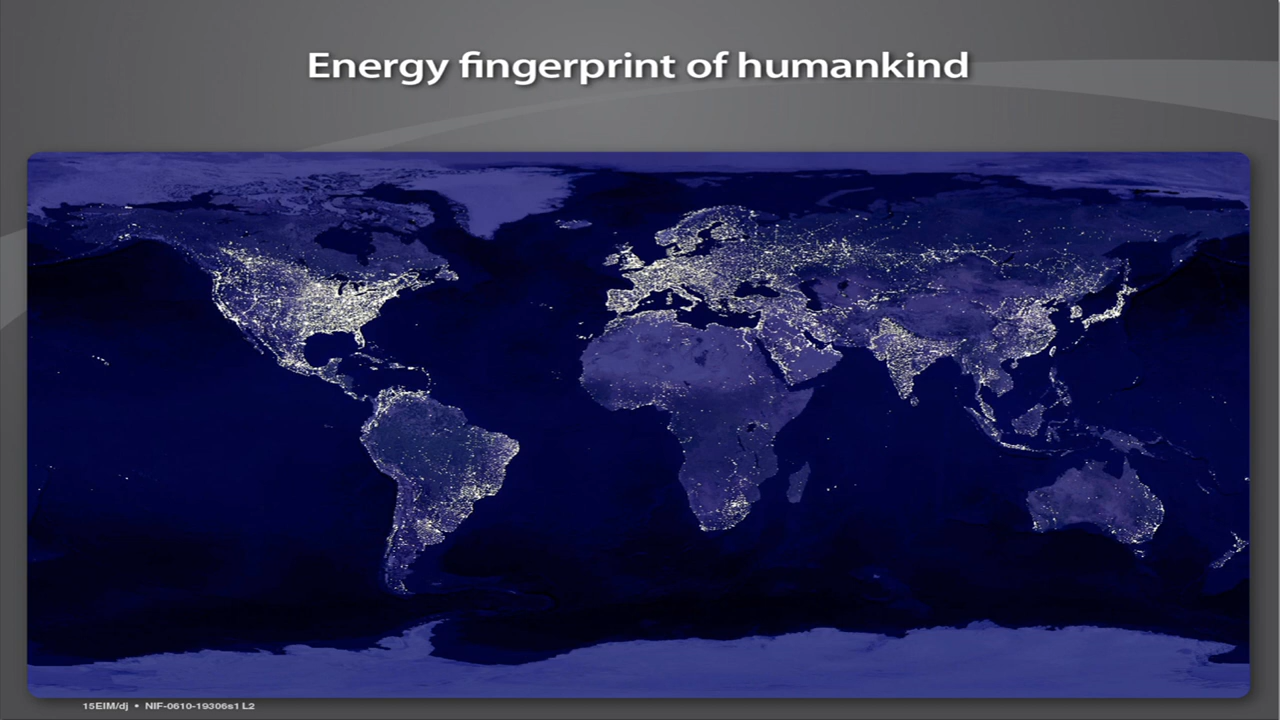 Energy fingerprint of humankind
15EIM/dj • NIF-0610-19306s1 L2